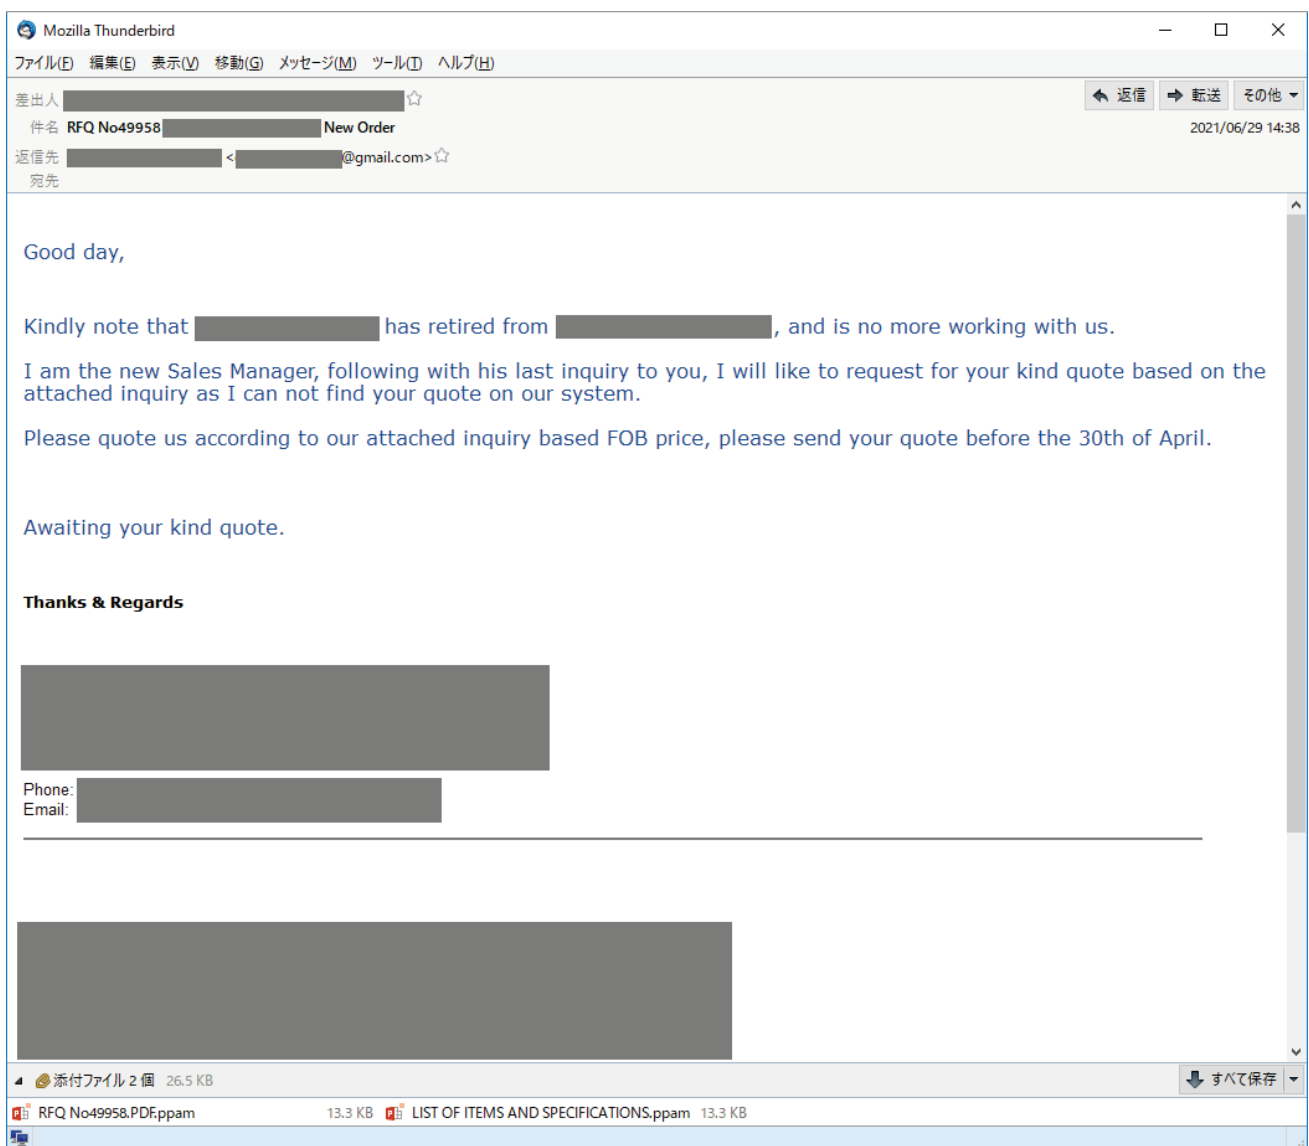 Mozilla Thunderbird
ファイル(F) 編集(E) 表示(V) 移動(G) メッセージ(M) ツール(T) ヘルプ(H)
差出人 返信 転送 その他
件名 RFQ No49958 New Order 2021/06/29 14:38
返信先 < @gmail.com>
宛先
Good day,
Kindly note that has retired from , and is no more working with us.
I am the new Sales Manager, following with his last inquiry to you, I will like to request for your kind quote based on the
attached inquiry as I can not find your quote on our system.
Please quote us according to our attached inquiry based FOB price, please send your quote before the 30th of April.
Awaiting your kind quote.
Thanks & Regards
Phone:
Email:
添付ファイル 2 個 26.5 KB すべて保存
RFQ No49958.PDF.ppam 13.3 KB LIST OF ITEMS AND SPECIFICATIONS.ppam 13.3 KB